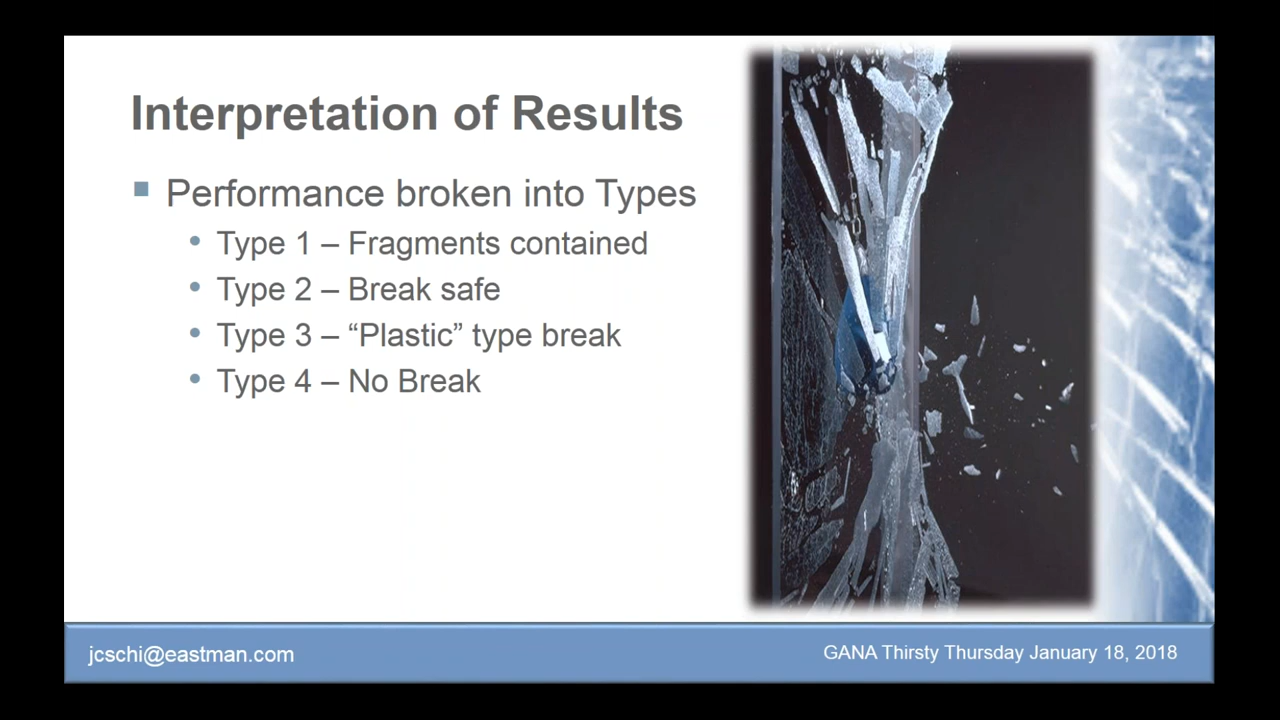 Interpretation of Results
Performance broken into Types
Type 1 – Fragments contained
Type 2 – Break safe
Type 3 – “Plastic” type break
Type 4 – No Break
jcschi@eastman.com
GANA Thirsty Thursday January 18, 2018